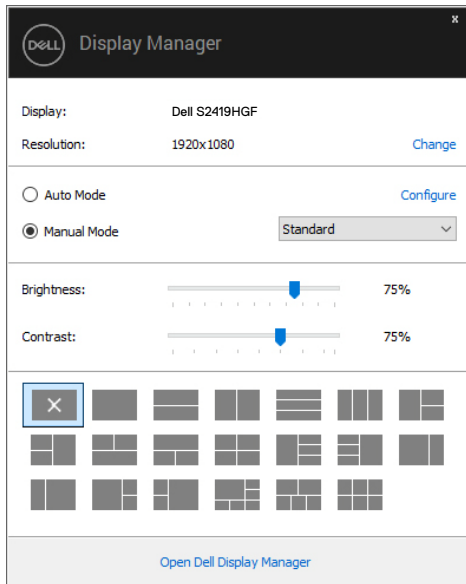 x
DELL Display Manager
Display: Dell S2419HGF
Resolution: 1920x1080 Change
Auto Mode Configure
Manual Mode Standard
Brightness: 75%
Contrast: 75%
Open Dell Display Manager